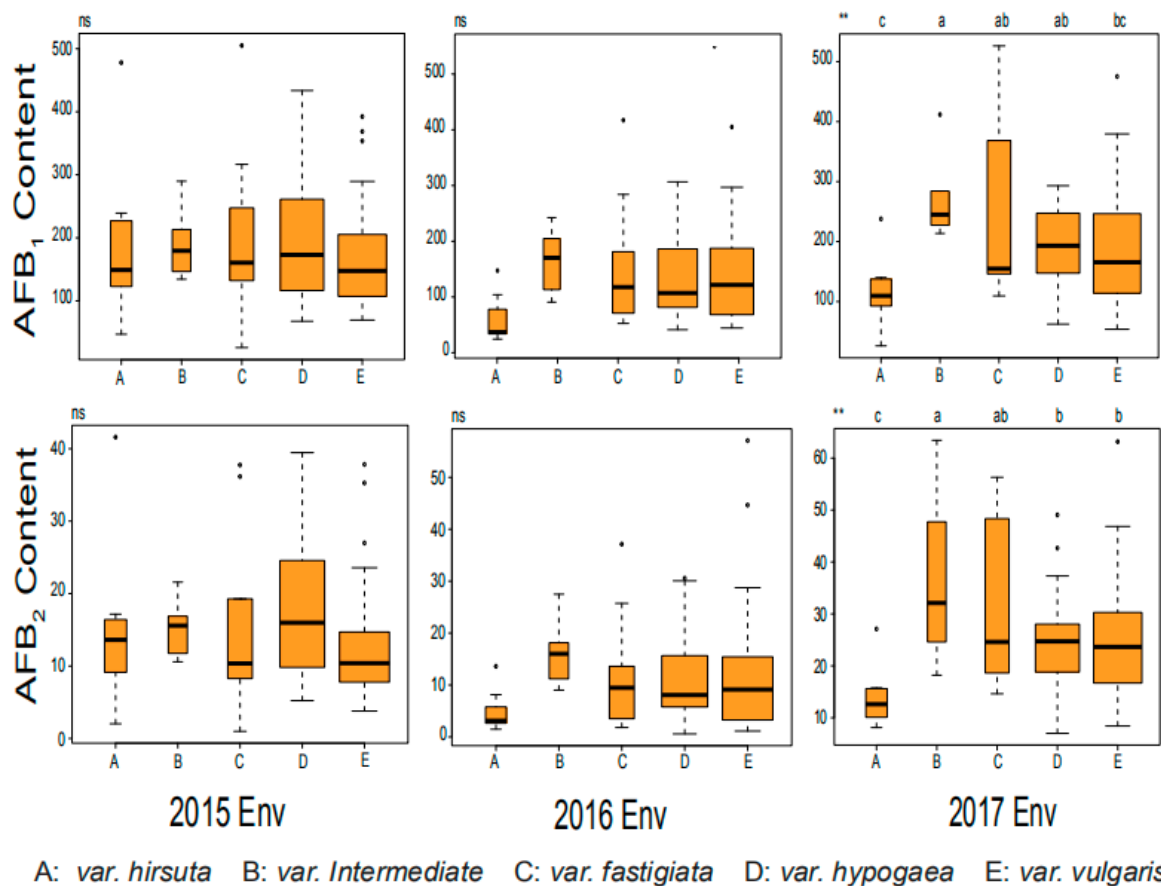 ns
ns
** c a ab ab bc
AFB1 Content
500
400
300
200
100
A B C D E
500
400
300
200
100
0
A B C D E
500
400
300
200
100
A B C D E
ns
ns
** c a ab b b
AFB2 Content
40
30
20
10
0
A B C D E
50
40
30
20
10
0
A B C D E
60
50
40
30
20
10
A B C D E
2015 Env 2016 Env 2017 Env
A: var. hirsuta B: var. Intermediate C: var. fastigiata D: var. hypogaea E: var. vulgaris